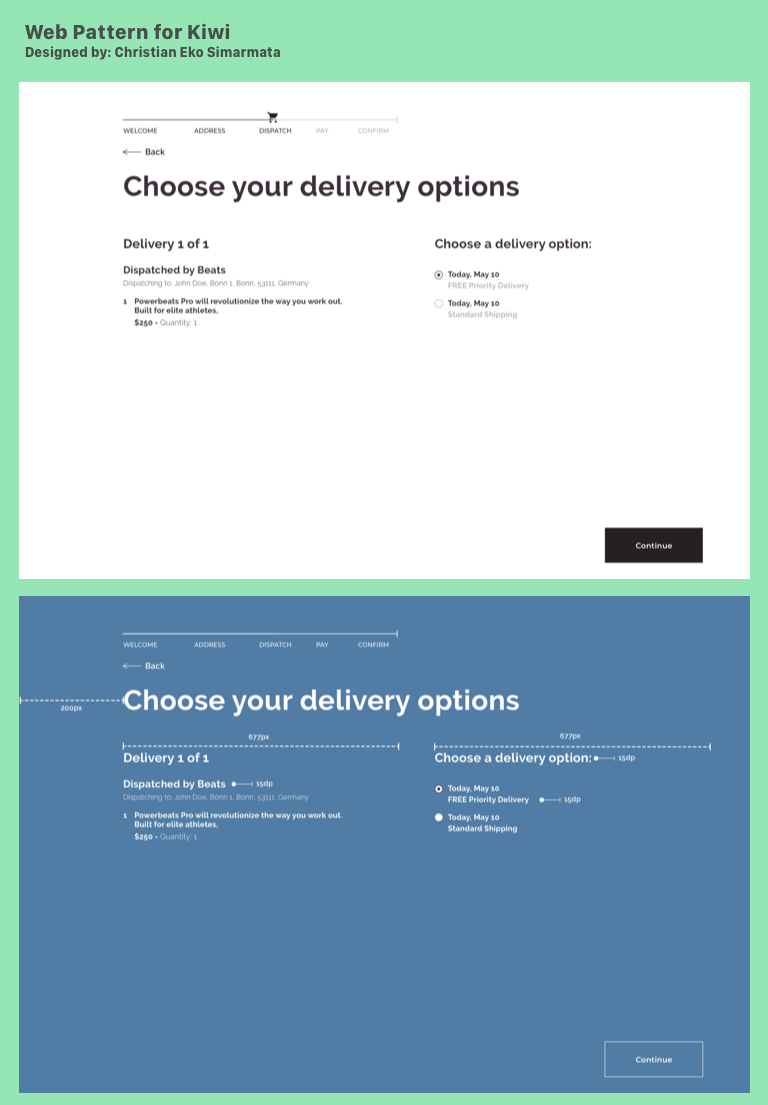 Web Pattern for Kiwi
Designed by: Christian Eko Simarmata
WELCOME ADDRESS DISPATCH PAY CONFIRM
Back
Choose your delivery options
Delivery 1 of 1
Dispatched by Beats
Dispatching to: John Doe, Bonn 1, Bonn, 53111, Germany
1 Powerbeats Pro will revolutionize the way you work out.
Built for elite athletes,
$250 - Quantity: 1
Choose a delivery option:
Today, May 10
FREE Priority Delivery
Today, May 10
Standard Shipping
Continue
WELCOME ADDRESS DISPATCH PAY CONFIRM
Back
200px
Choose your delivery options
677px
Delivery 1 of 1
Dispatched by Beats 15dp
Dispatching to: John Doe, Bonn 1, Bonn, 53111, Germany
1 Powerbeats Pro will revolutionize the way you work out.
Built for elite athletes,
$250 - Quantity: 1
677px
Choose a delivery option: 15dp
Today, May 10
FREE Priority Delivery 15dp
Today, May 10
Standard Shipping
Continue